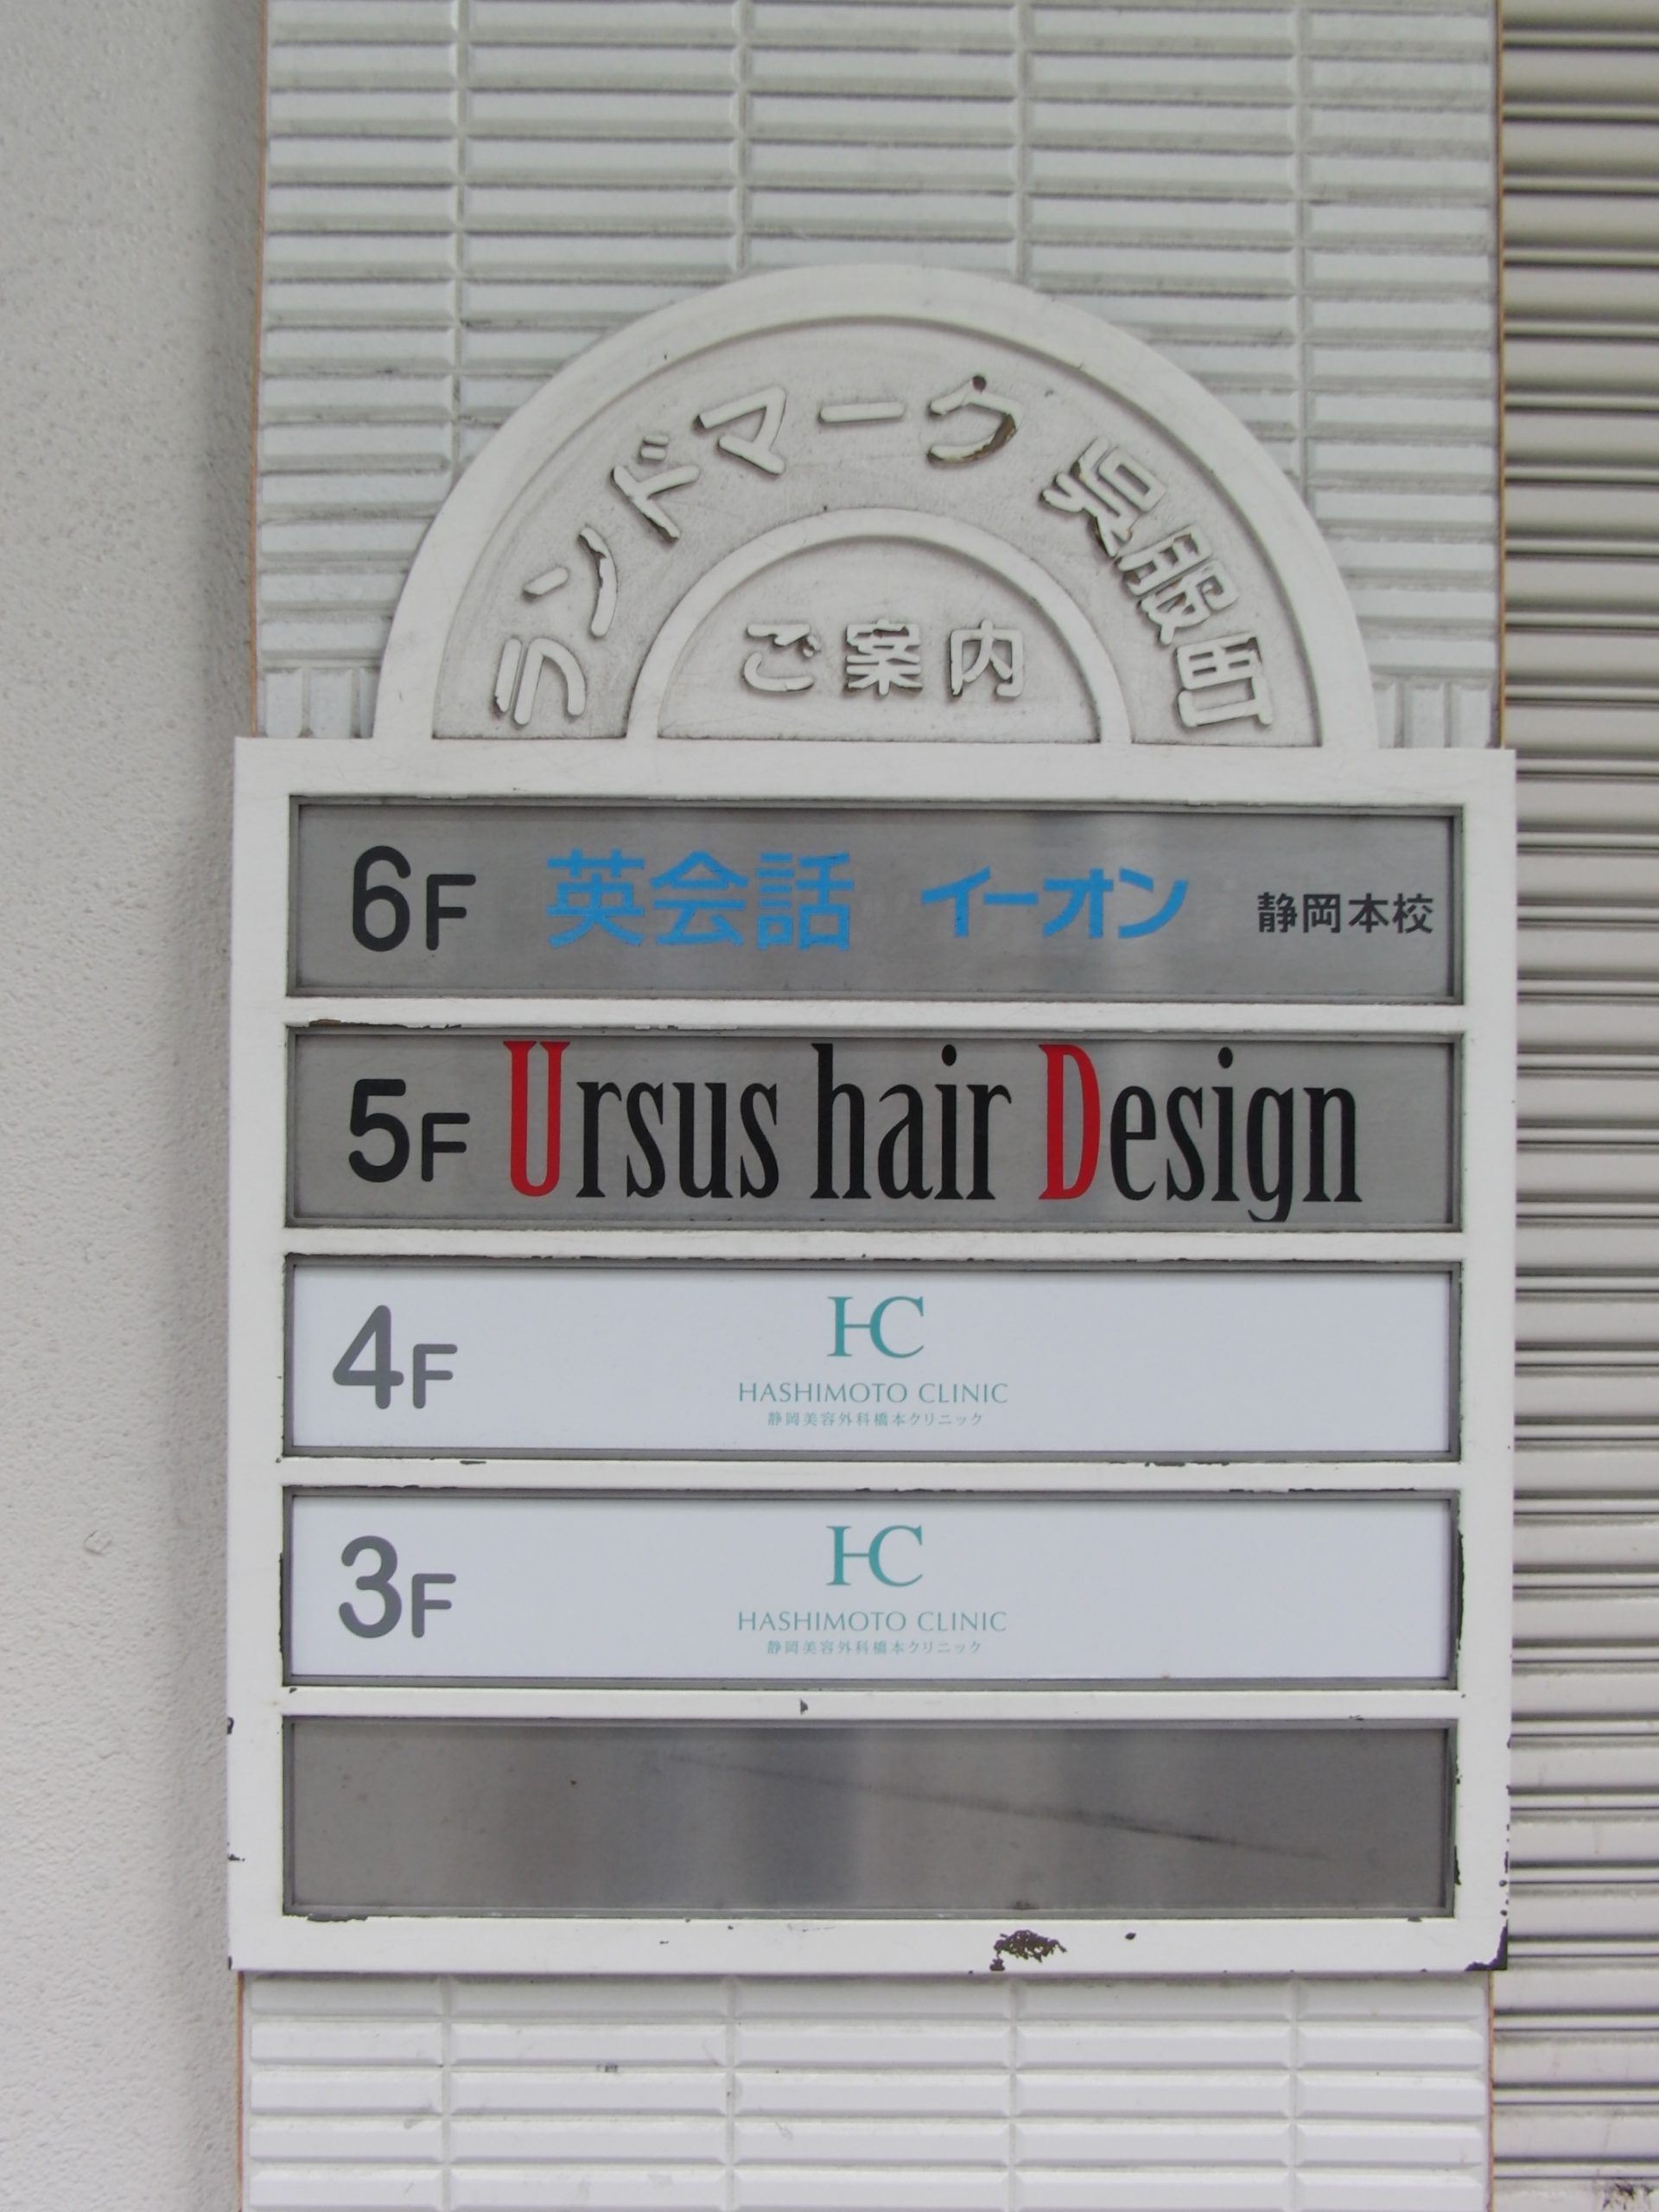 ランドマーク 呉服町
ご案内
6F 英会話 イーオン 静岡本校
5F Ursus hair Design
4F
HC
HASHIMOTO CLINIC
静岡美容外科橋本クリニック
3F
HC
HASHIMOTO CLINIC
静岡美容外科橋本クリニック